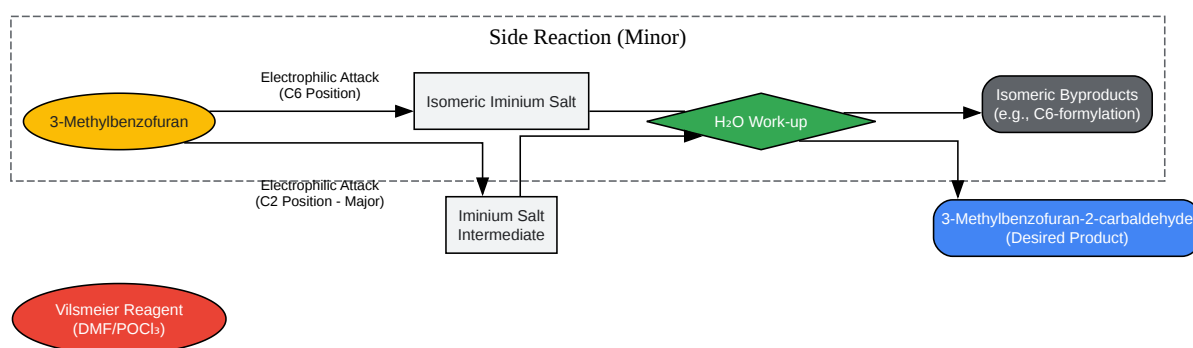 Side Reaction (Minor)
Electrophilic Attack
(C6 Position)
3-Methylbenzofuran
Isomeric Iminium Salt
H₂O Work-up
Isomeric Byproducts
(e.g., C6-formylation)
Electrophilic Attack
(C2 Position - Major)
Iminium Salt
Intermediate
3-Methylbenzofuran-2-carbaldehyde
(Desired Product)
Vilsmeier Reagent
(DMF/POCl₃)